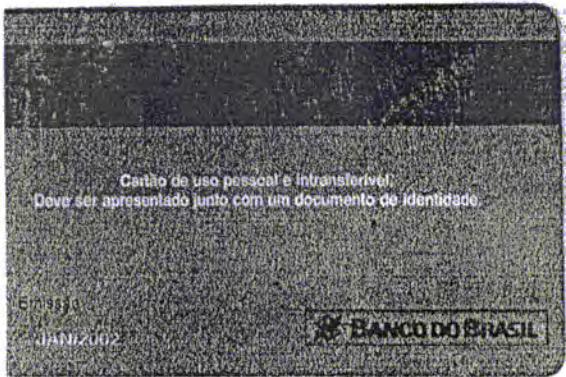 Cartão de uso pessoal e intransferível.
Deve ser apresentado junto com um documento de identidade.
Emissão
JAN/2002
BANCO DO BRASIL